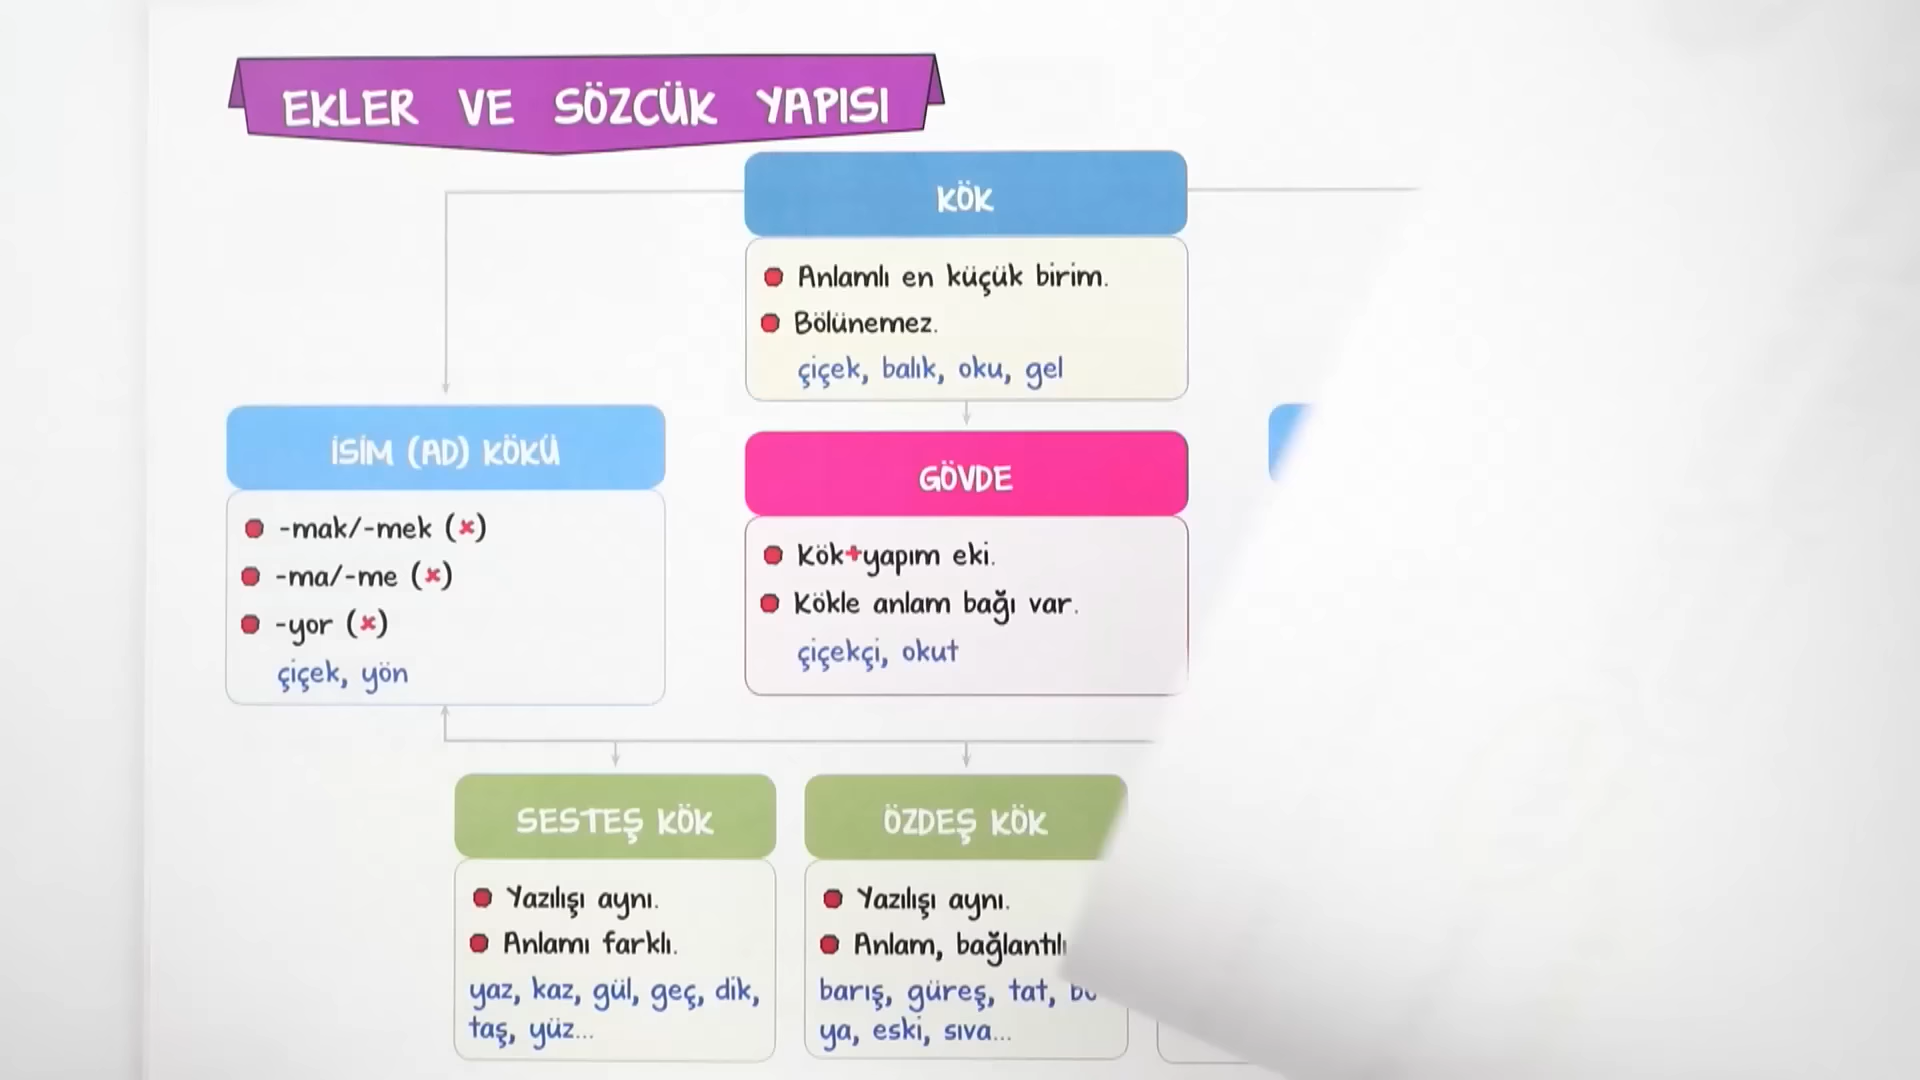 EKLER VE SÖZCÜK YAPISI
KÖK
Anlamlı en küçük birim.
Bölünemez.
çiçek, balık, oku, gel
İSİM (AD) KÖKÜ
-mak/-mek (×)
-ma/-me (×)
-yor (×)
çiçek, yön
GÖVDE
Kök+yapım eki.
Kökle anlam bağı var.
çiçekçi, okut
SESTEŞ KÖK
Yazılışı aynı.
Anlamı farklı.
yaz, kaz, gül, geç, dik,
taş, yüz...
ÖZDEŞ KÖK
Yazılışı aynı.
Anlam, bağlantılı
barış, güreş, tat,
ya, eski, sıva...